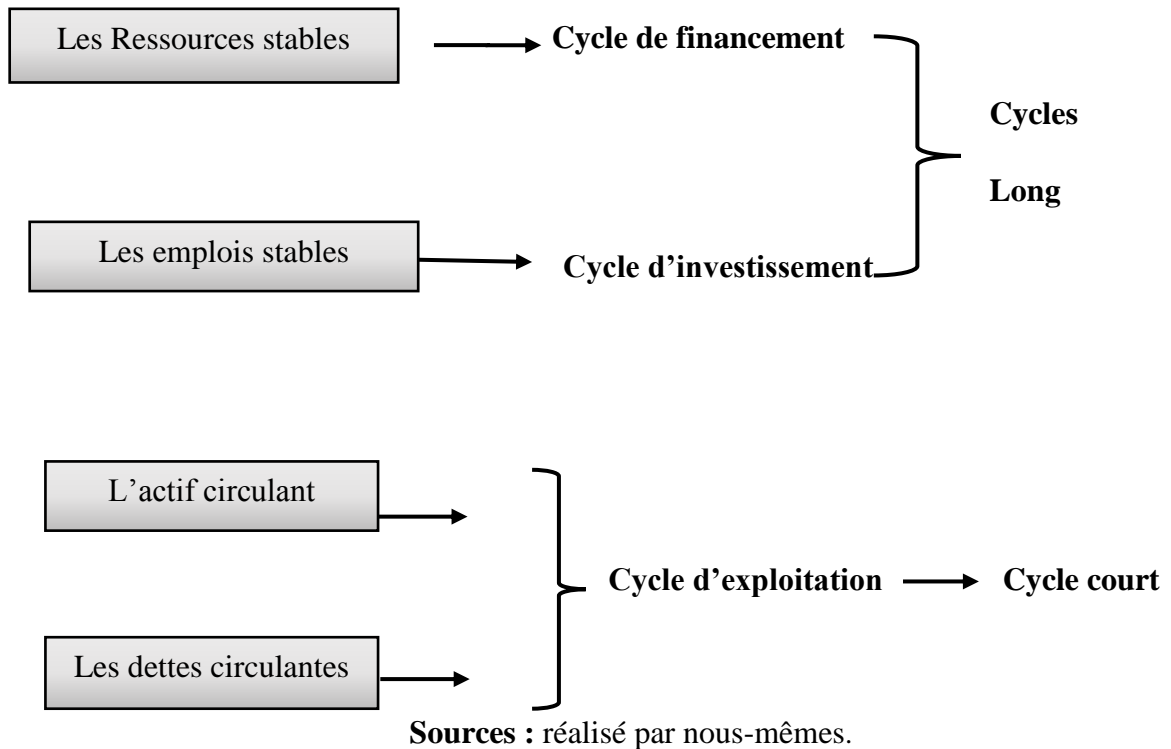 Les Ressources stables
Cycle de financement
Cycles
Long
Les emplois stables
Cycle d’investissement
L’actif circulant
Cycle d’exploitation
Cycle court
Les dettes circulantes
Sources : réalisé par nous-mêmes.